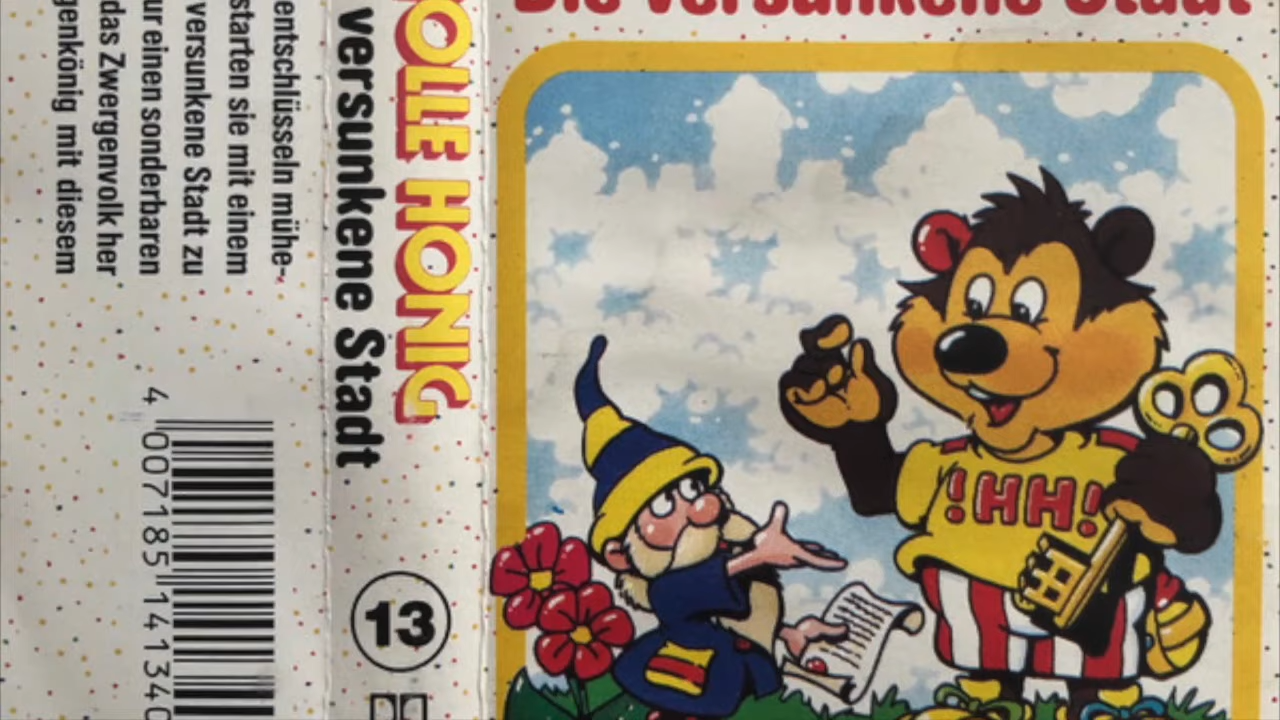 Die versunkene Stadt
OLLE HONIG
versunkene Stadt
13
entschlüsseln mühe-
starten sie mit einem
versunkene Stadt zu
ur einen sonderbaren
das Zwergenvolk her
genkönig mit diesem
4 007185 14134
!HH!